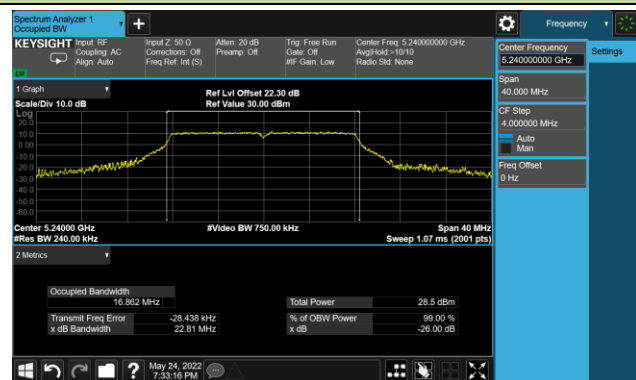 Spectrum Analyzer 1
Occupied BW
Frequency
KEYSIGHT
Input: RF
Coupling: AC
Align: Auto
Input Z: 50 Ω
Corrections: Off
Freq Ref: Int (S)
Atten: 20 dB
Preamp: Off
Trig: Free Run
Gate: Off
#IF Gain: Low
Center Freq: 5.240000000 GHz
Avg|Hold:>10/10
Radio Std: None
Center Frequency
5.240000000 GHz
Settings
Span
40.000 MHz
CF Step
4.000000 MHz
Auto
Man
Freq Offset
0 Hz
1 Graph
Scale/Div 10.0 dB
Ref Lvl Offset 22.30 dB
Ref Value 30.00 dBm
Log
20.0
10.0
0.00
-10.0
-20.0
-30.0
-40.0
-50.0
-60.0
Center 5.24000 GHz
#Res BW 240.00 kHz
#Video BW 750.00 kHz
Span 40 MHz
Sweep 1.07 ms (2001 pts)
2 Metrics
Occupied Bandwidth
16.862 MHz
Total Power 28.5 dBm
Transmit Freq Error -28.438 kHz
% of OBW Power 99.00 %
x dB Bandwidth 22.81 MHz
x dB -26.00 dB
?
May 24, 2022
7:33:16 PM